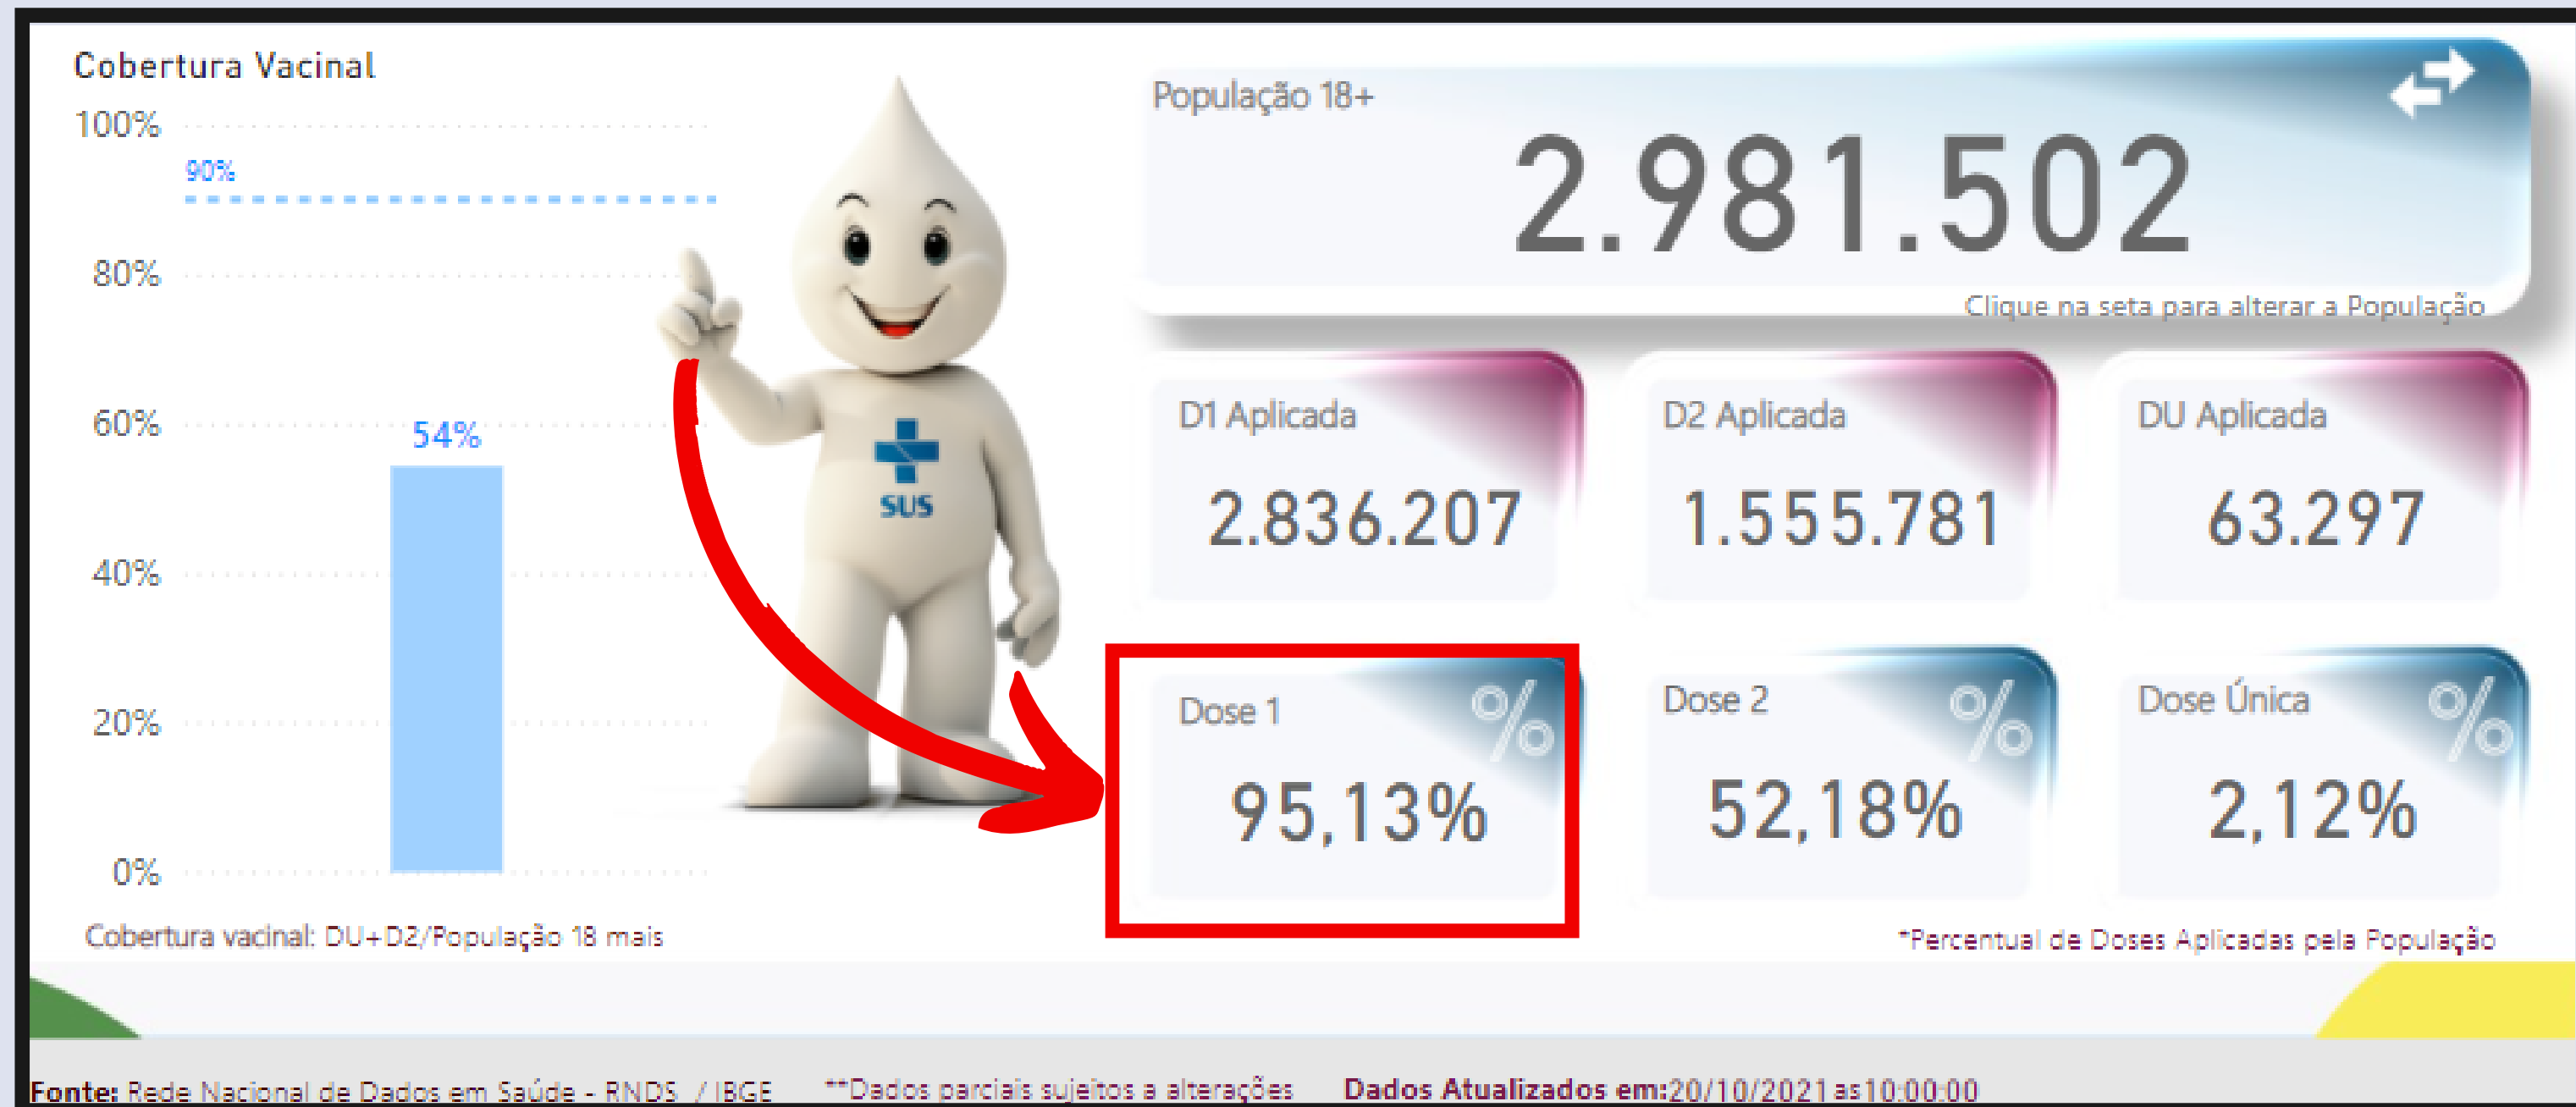 Cobertura Vacinal
100%
90%
80%
60%
54%
40%
20%
0%
Cobertura vacinal: DU+D2/População 18 mais
SUS
População 18+
2.981.502
Clique na seta para alterar a População
D1 Aplicada
2.836.207
D2 Aplicada
1.555.781
DU Aplicada
63.297
Dose 1
%
95,13%
Dose 2
%
52,18%
Dose Única
%
2,12%
*Percentual de Doses Aplicadas pela População
Fonte: Rede Nacional de Dados em Saúde - RNDS / IBGE **Dados parciais sujeitos a alterações Dados Atualizados em:20/10/2021 as10:00:00